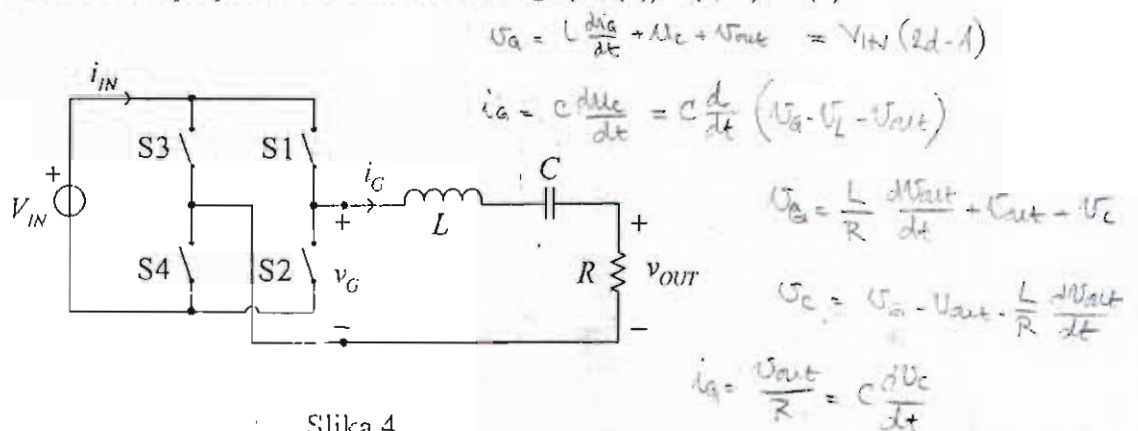 v_G = L di_G/dt + u_C + v_out = V_IN (2d-1)
i_G = C du_C/dt = C d/dt (v_G - v_L - v_out)
v_G = L/R dv_out/dt + v_out + v_C
v_C = v_G - v_out - L/R dv_out/dt
i_G = v_out/R = C dv_C/dt
i_IN
S3 S1
+
V_IN
i_G
L
C
+
S4 S2
v_G
R
+
v_OUT
−
−
Slika 4